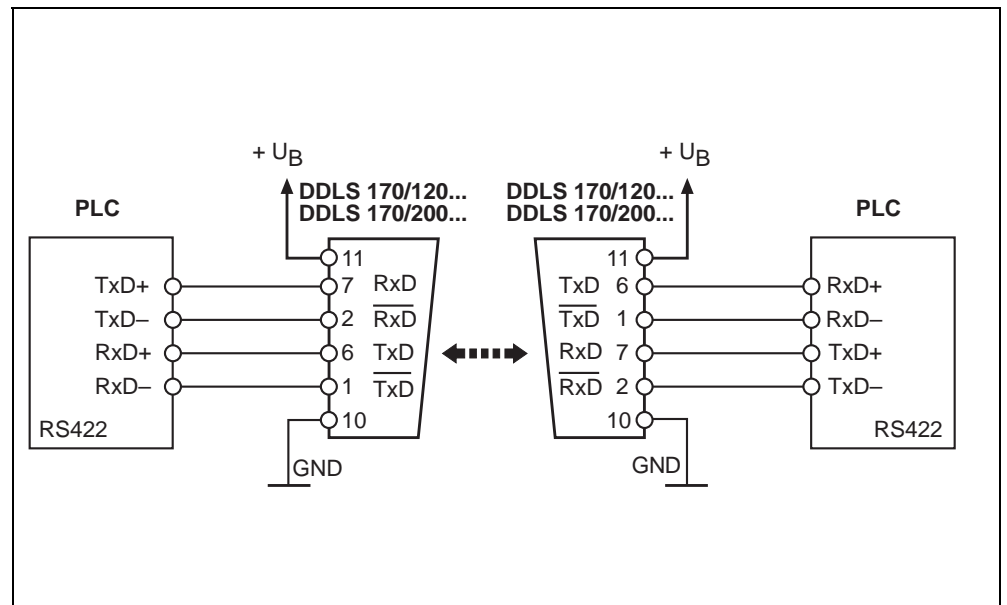 + UB
DDLS 170/120...
DDLS 170/200...
PLC
11
TxD+ 7 RxD
TxD– 2 RxD
RxD+ 6 TxD
RxD– 1 TxD
10
RS422
GND
+ UB
DDLS 170/120...
DDLS 170/200...
PLC
11
TxD 6 RxD+
TxD 1 RxD–
RxD 7 TxD+
RxD 2 TxD–
10
RS422
GND